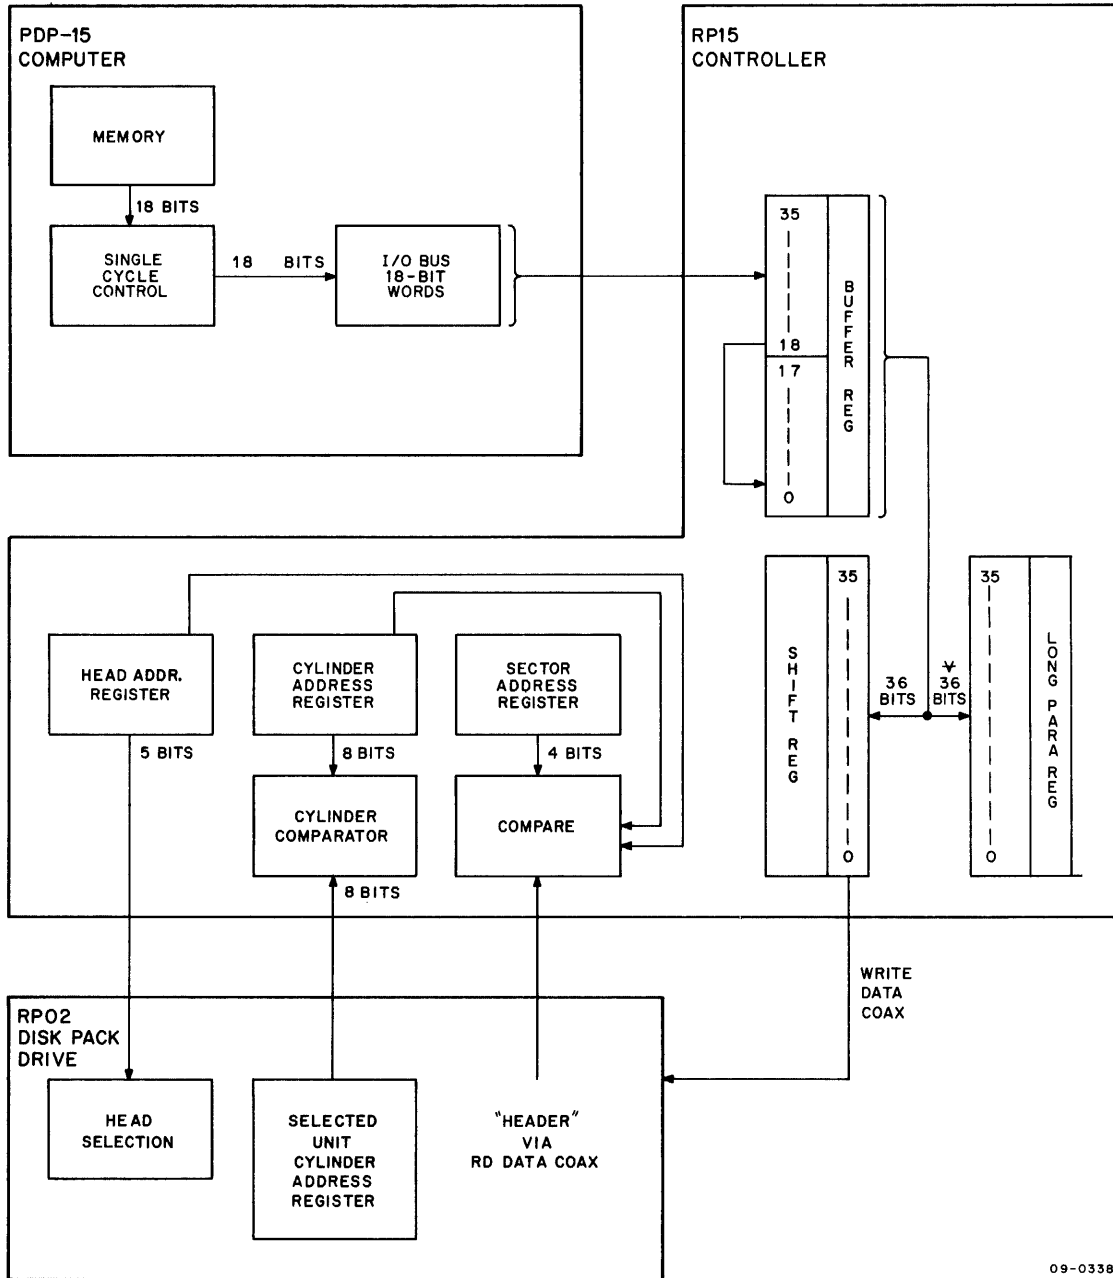 PDP-15
COMPUTER
MEMORY
18 BITS
SINGLE
CYCLE
CONTROL
18 BITS
I/O BUS
18-BIT
WORDS
RP15
CONTROLLER
35
18
17
0
BUFFER REG
HEAD ADDR.
REGISTER
5 BITS
CYLINDER
ADDRESS
REGISTER
8 BITS
CYLINDER
COMPARATOR
8 BITS
SECTOR
ADDRESS
REGISTER
4 BITS
COMPARE
SHIFT REG
35
0
36
BITS
⊻
36
BITS
35
0
LONG PARA REG
WRITE
DATA
COAX
RP02
DISK PACK
DRIVE
HEAD
SELECTION
SELECTED
UNIT
CYLINDER
ADDRESS
REGISTER
"HEADER"
VIA
RD DATA COAX
09-0338